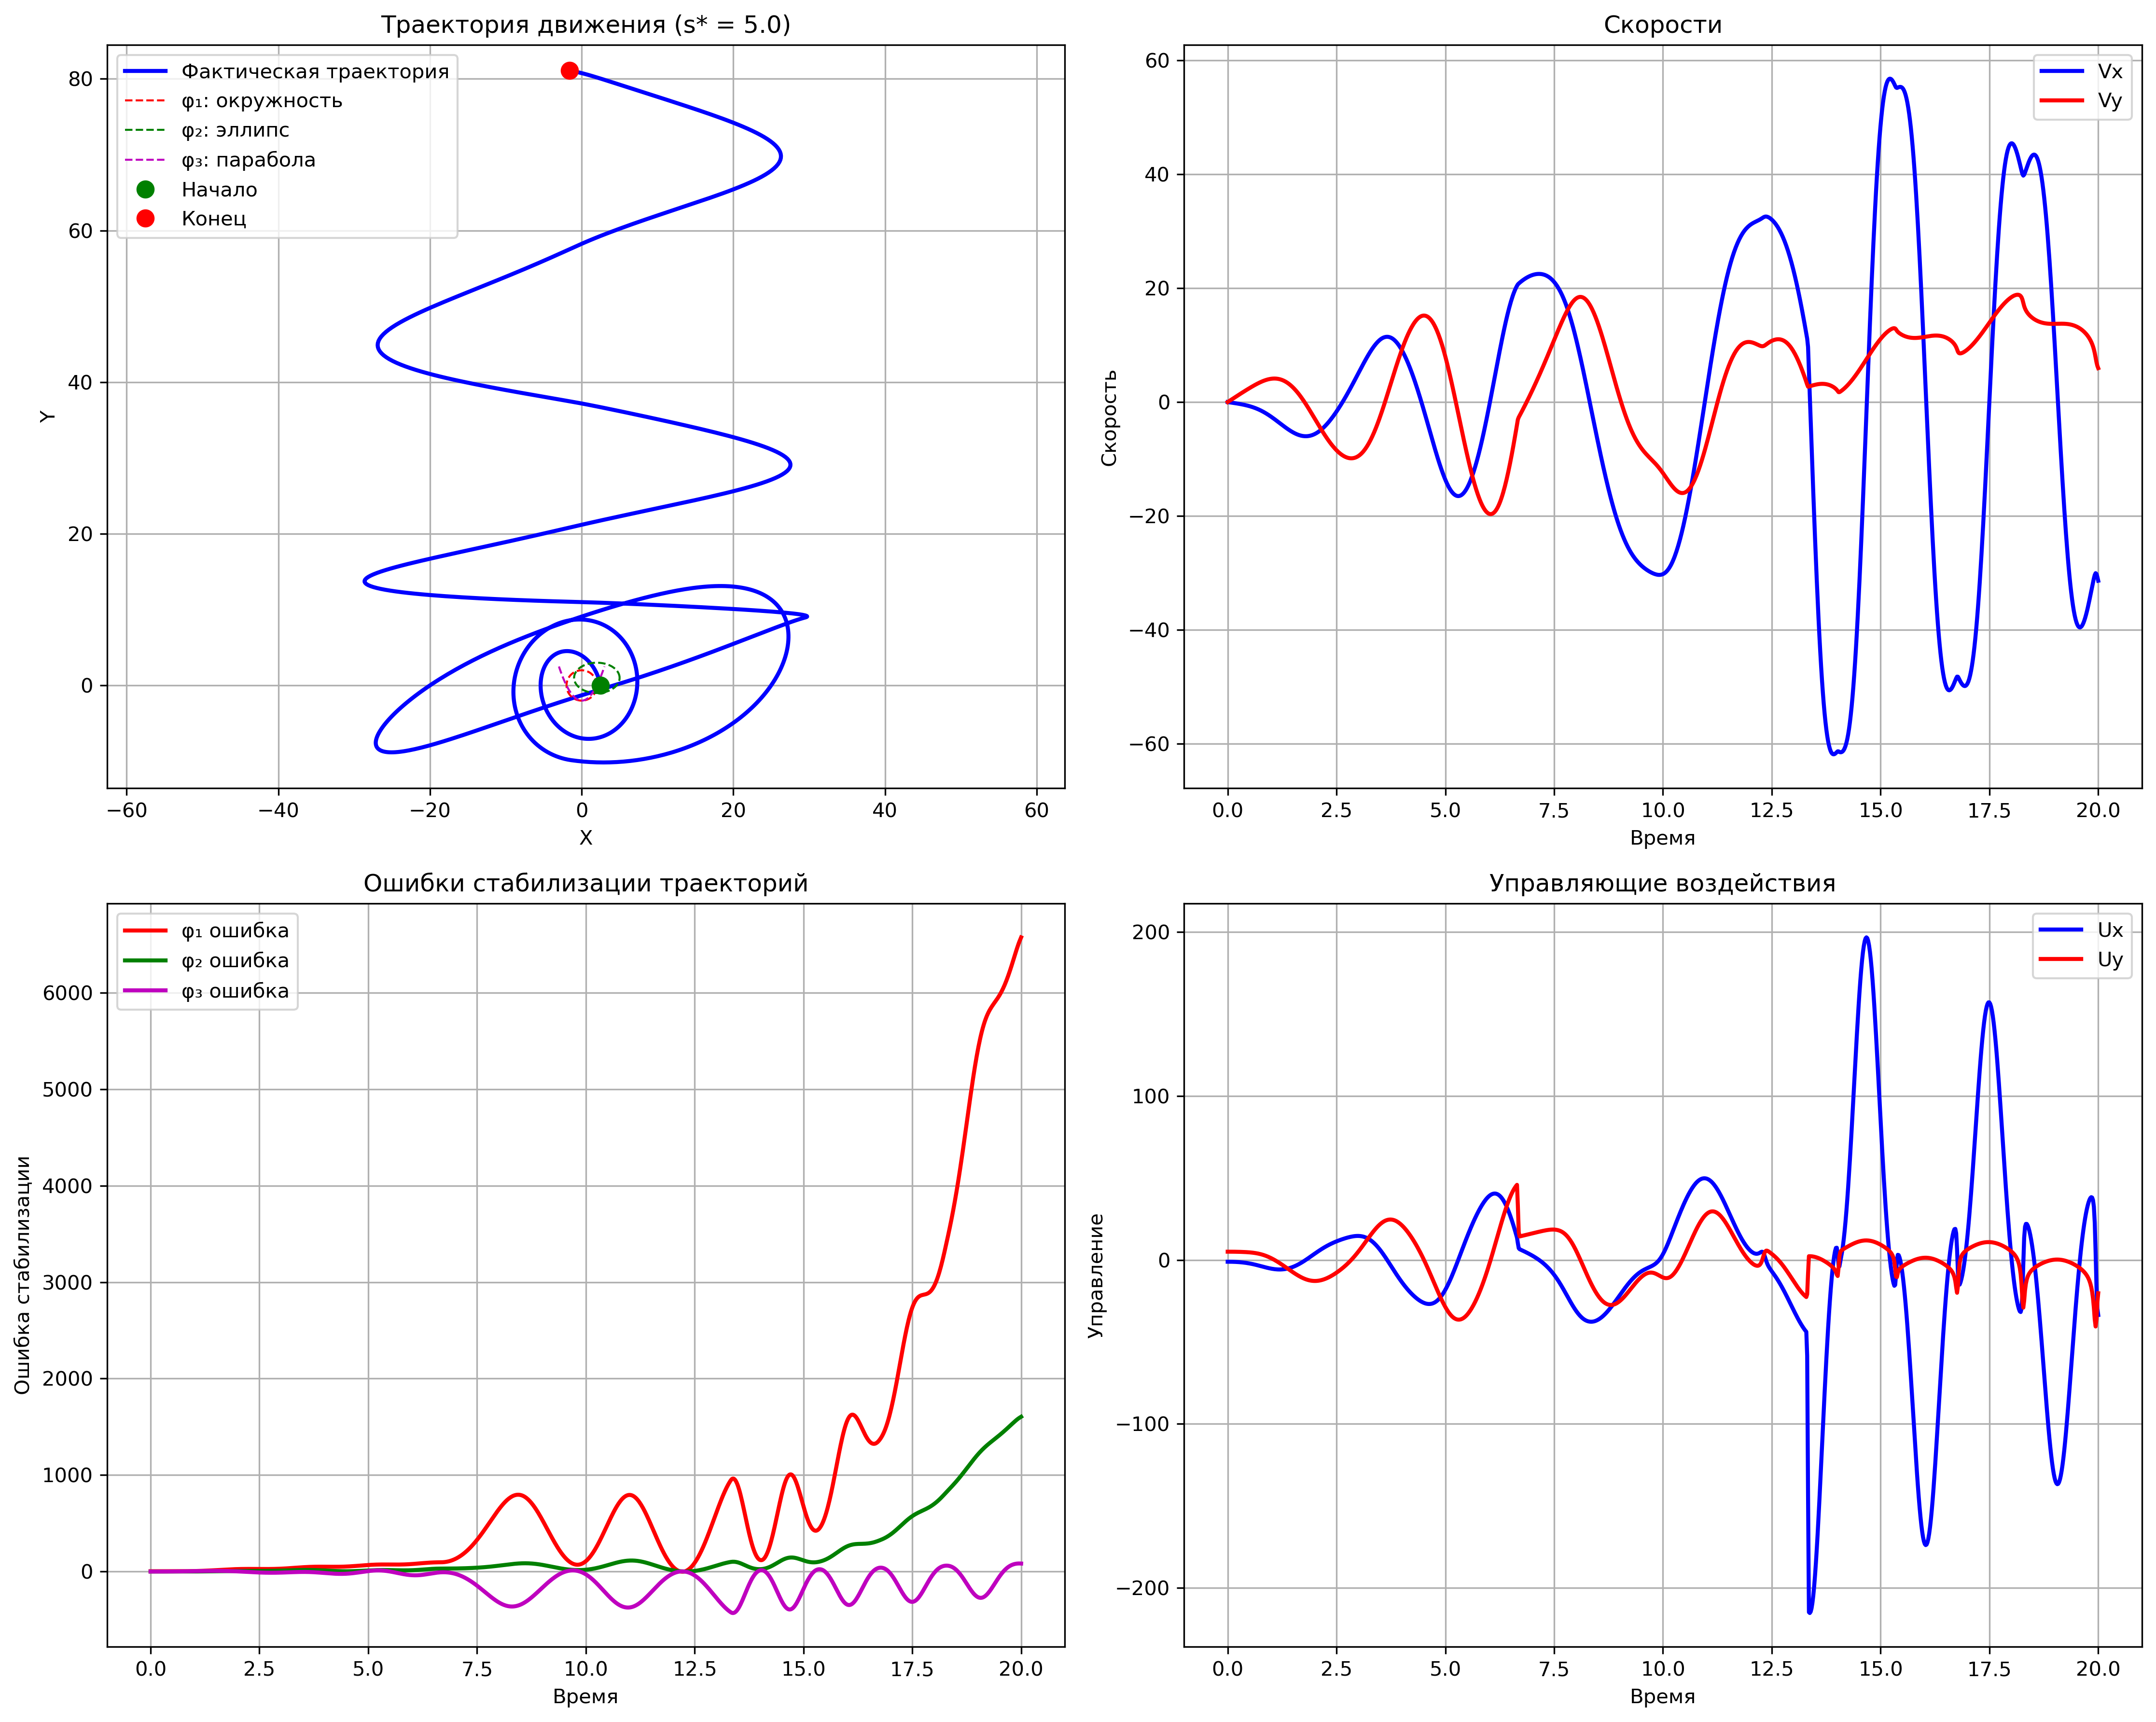 Траектория движения (s* = 5.0)
Фактическая траектория
φ₁: окружность
φ₂: эллипс
φ₃: парабола
Начало
Конец
80
60
40
20
0
Y
−60
−40
−20
0
20
40
60
X
Скорости
Vx
Vy
60
40
20
0
−20
−40
−60
Скорость
0.0
2.5
5.0
7.5
10.0
12.5
15.0
17.5
20.0
Время
Ошибки стабилизации траекторий
φ₁ ошибка
φ₂ ошибка
φ₃ ошибка
6000
5000
4000
3000
2000
1000
0
Ошибка стабилизации
0.0
2.5
5.0
7.5
10.0
12.5
15.0
17.5
20.0
Время
Управляющие воздействия
Ux
Uy
200
100
0
−100
−200
Управление
0.0
2.5
5.0
7.5
10.0
12.5
15.0
17.5
20.0
Время